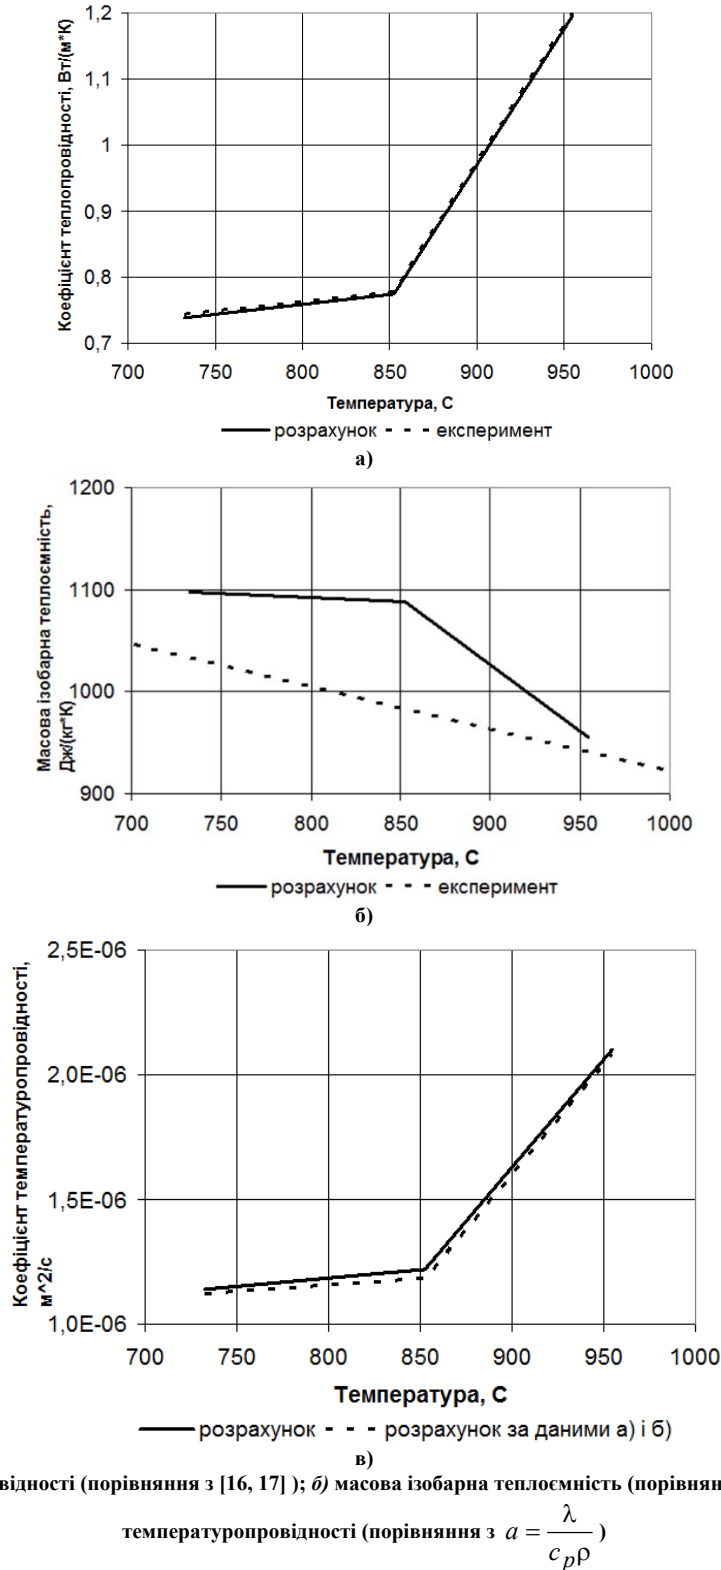 1,2
1,1
1
0,9
0,8
0,7
Коефіцієнт теплопровідності, Вт/(м*К)
700 750 800 850 900 950 1000
Температура, С
розрахунок експеримент
а)
1200
1100
1000
900
Масова ізобарна теплоємність,
Дж/(кг*К)
700 750 800 850 900 950 1000
Температура, С
розрахунок експеримент
б)
2,5E-06
2,0E-06
1,5E-06
1,0E-06
Коефіцієнт температуропровідності,
м^2/с
700 750 800 850 900 950 1000
Температура, С
розрахунок розрахунок за даними а) і б)
в)
відності (порівняння з [16, 17] ); б) масова ізобарна теплоємність (порівнян
температуропровідності (порівняння з a = λ / c_p ρ )